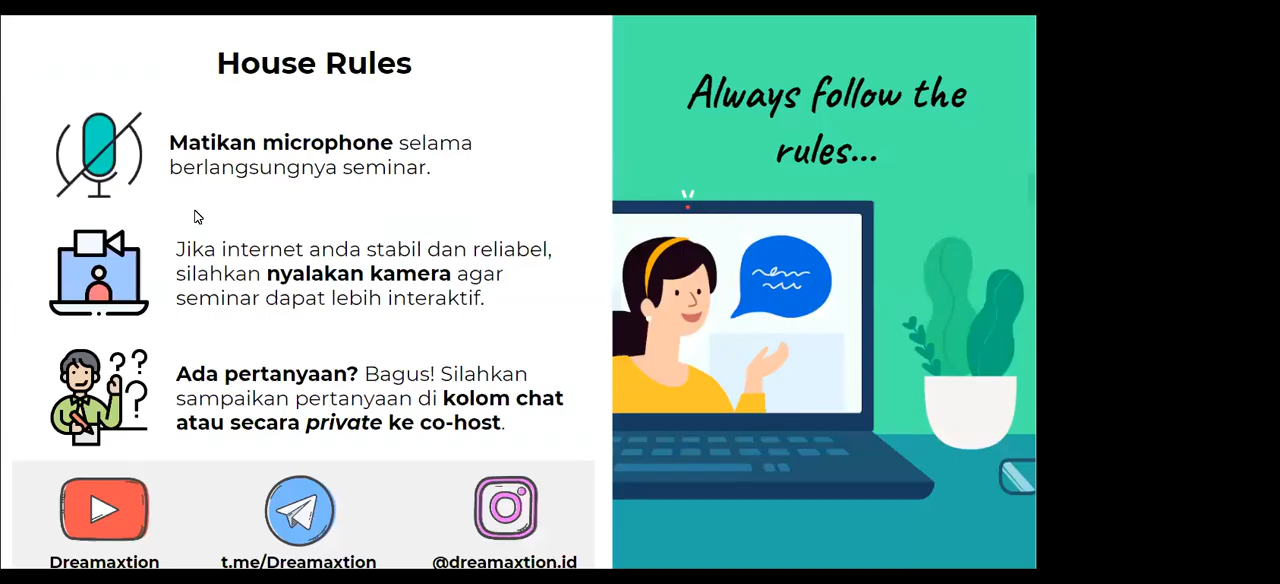 House Rules
Matikan microphone selama
berlangsungnya seminar.
Jika internet anda stabil dan reliabel,
silahkan nyalakan kamera agar
seminar dapat lebih interaktif.
Ada pertanyaan? Bagus! Silahkan
sampaikan pertanyaan di kolom chat
atau secara private ke co-host.
Dreamaxtion
t.me/Dreamaxtion
@dreamaxtion.id
Always follow the
rules...